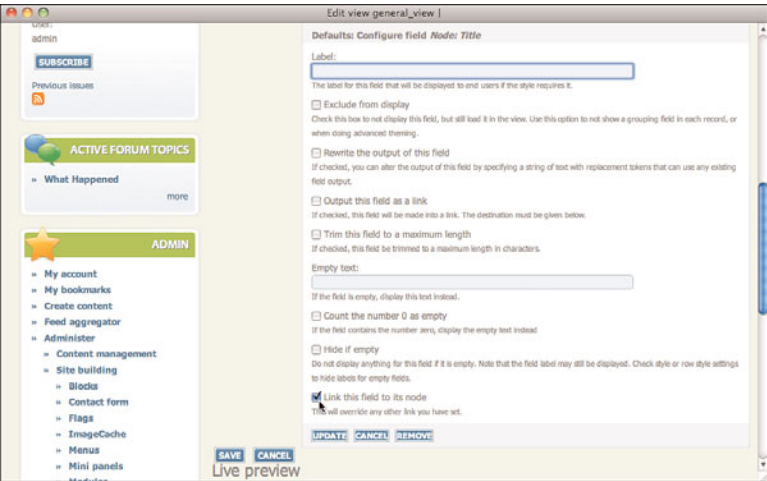 Edit view general_view |
User:
admin
SUBSCRIBE
Previous issues
ACTIVE FORUM TOPICS
» What Happened
more
ADMIN
» My account
» My bookmarks
» Create content
» Feed aggregator
» Administer
» Content management
» Site building
» Blocks
» Contact form
» Flags
» ImageCache
» Menus
» Mini panels
» Modules
Defaults: Configure field Node: Title
Label:
The label for this field that will be displayed to end users if the style requires it.
Exclude from display
Check this box to not display this field, but still load it in the view. Use this option to not show a grouping field in each record, or
when doing advanced theming.
Rewrite the output of this field
If checked, you can alter the output of this field by specifying a string of text with replacement tokens that can use any existing
field output.
Output this field as a link
If checked, this field will be made into a link. The destination must be given below.
Trim this field to a maximum length
If checked, this field be trimmed to a maximum length in characters.
Empty text:
If the field is empty, display this text instead.
Count the number 0 as empty
If the field contains the number zero, display the empty text instead
Hide if empty
Do not display anything for this field if it is empty. Note that the field label may still be displayed. Check style or row style settings
to hide labels for empty fields.
Link this field to its node
This will override any other link you have set.
UPDATE CANCEL REMOVE
SAVE CANCEL
Live preview